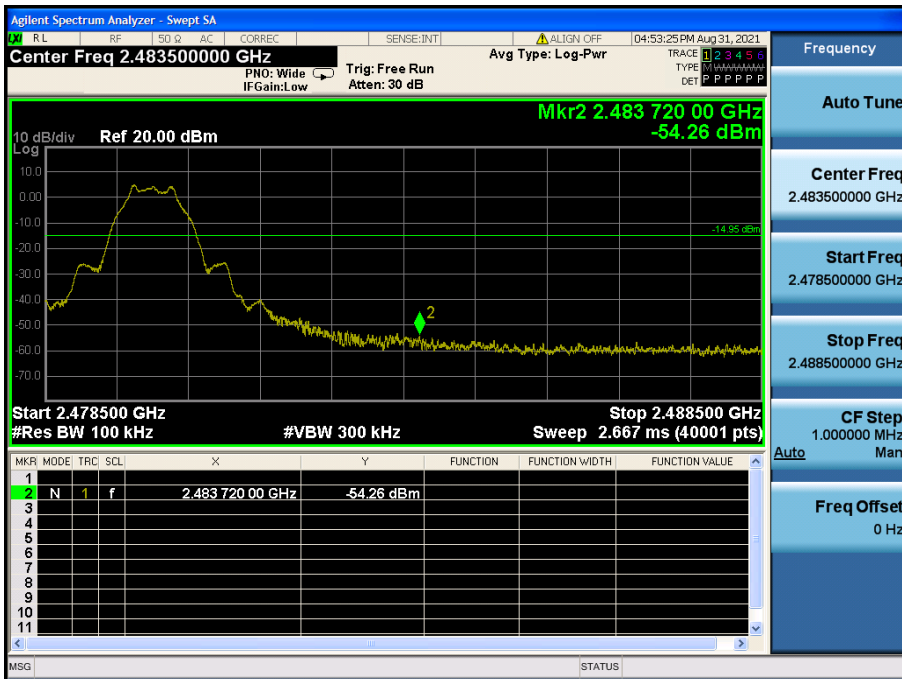 Agilent Spectrum Analyzer - Swept SA
LXI RL RF 50 Ω AC CORREC SENSE:INT ALIGN OFF 04:53:25 PM Aug 31, 2021
Center Freq 2.483500000 GHz
PNO: Wide
IFGain:Low
Trig: Free Run
Atten: 30 dB
Avg Type: Log-Pwr
TRACE 1 2 3 4 5 6
TYPE M WWWWW
DET P P P P P P
Frequency
Mkr2 2.483 720 00 GHz
-54.26 dBm
10 dB/div Ref 20.00 dBm
Log
10.0
0.00
-10.0
-14.95 dBm
-20.0
-30.0
-40.0
-50.0
2
-60.0
-70.0
Start 2.478500 GHz Stop 2.488500 GHz
#Res BW 100 kHz #VBW 300 kHz Sweep 2.667 ms (40001 pts)
MKR MODE TRC SCL X Y FUNCTION FUNCTION WIDTH FUNCTION VALUE
1
2 N 1 f 2.483 720 00 GHz -54.26 dBm
3
4
5
6
7
8
9
10
11
MSG STATUS
Auto Tune
Center Freq
2.483500000 GHz
Start Freq
2.478500000 GHz
Stop Freq
2.488500000 GHz
CF Step
1.000000 MHz
Auto Man
Freq Offset
0 Hz